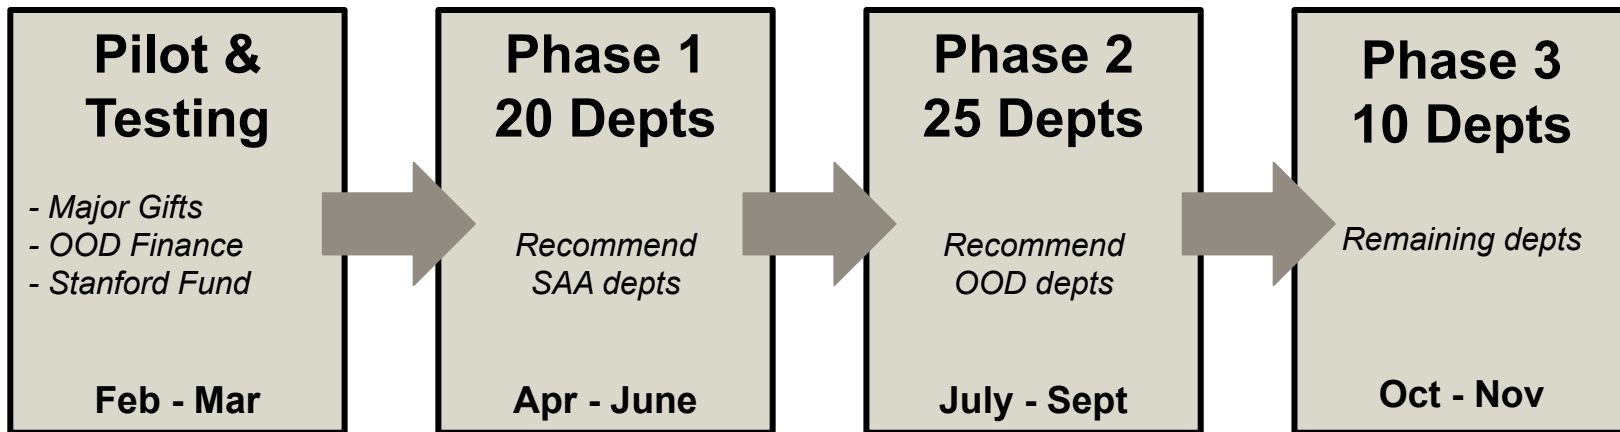 Pilot &
Testing
- Major Gifts
- OOD Finance
- Stanford Fund
Feb - Mar
Phase 1
20 Depts
Recommend
SAA depts
Apr - June
Phase 2
25 Depts
Recommend
OOD depts
July - Sept
Phase 3
10 Depts
Remaining depts
Oct - Nov